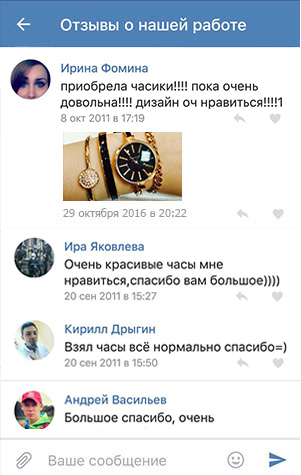 Отзывы о нашей работе
Ирина Фомина
приобрела часики!!!! пока очень
довольна!!!! дизайн оч нравиться!!!!1
8 окт 2011 в 17:19
29 октября 2016 в 20:22
Ира Яковлева
Очень красивые часы мне
нравиться,спасибо вам большое))))
20 сен 2011 в 15:27
Кирилл Дрыгин
Взял часы всё нормально спасибо=)
20 сен 2011 в 15:50
Андрей Васильев
Большое спасибо, очень
Ваше сообщение